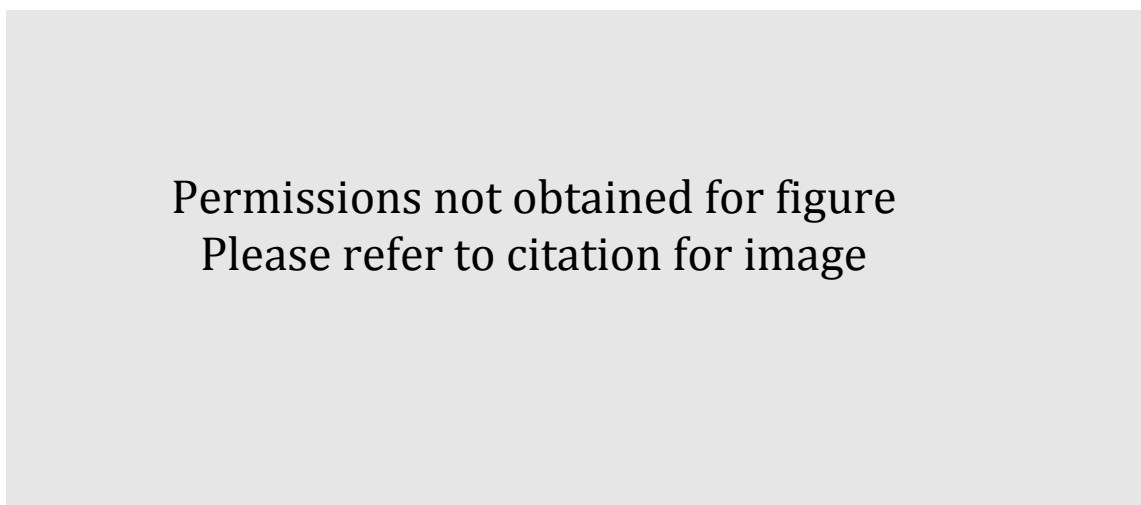 Permissions not obtained for figure
Please refer to citation for image